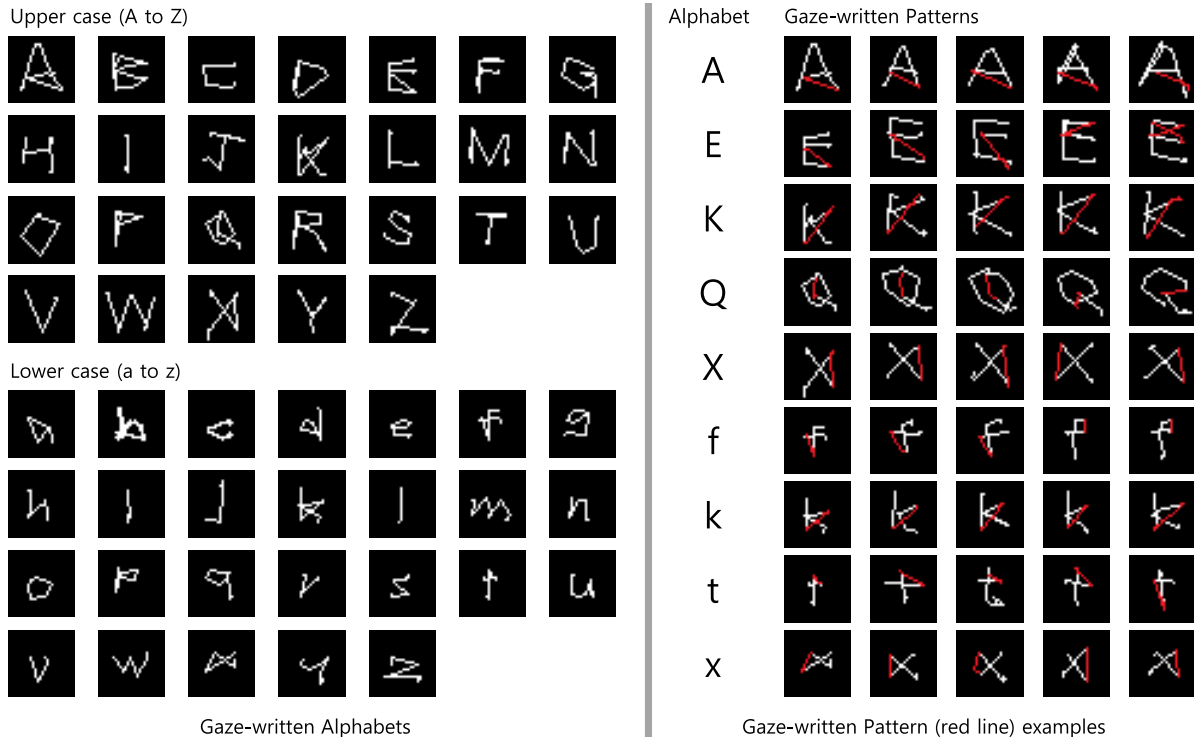 Upper case (A to Z)
A B C D E F G
H I J K L M N
O P Q R S T U
V W X Y Z
Lower case (a to z)
a b c d e f g
h i j k l m n
o p q r s t u
v w x y z
Gaze-written Alphabets
Alphabet Gaze-written Patterns
A A A A A A
E E E E E E
K K K K K K
Q Q Q Q Q Q
X X X X X X
f f f f f f
k k k k k k
t t t t t t
x x x x x x
Gaze-written Pattern (red line) examples